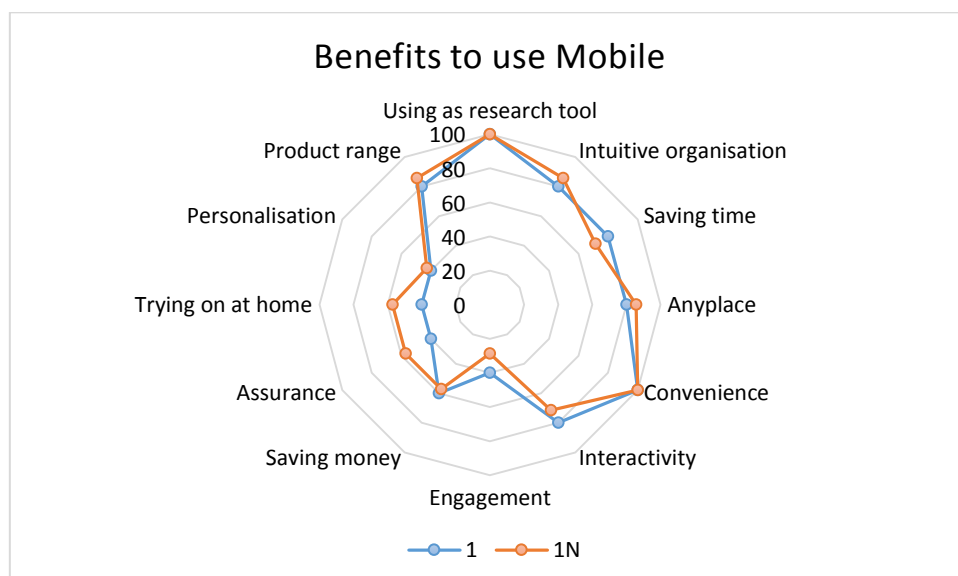 Benefits to use Mobile
Using as research tool
100
80
60
40
20
0
Intuitive organisation
Saving time
Anyplace
Convenience
Interactivity
Engagement
Saving money
Assurance
Trying on at home
Personalisation
Product range
1
1N